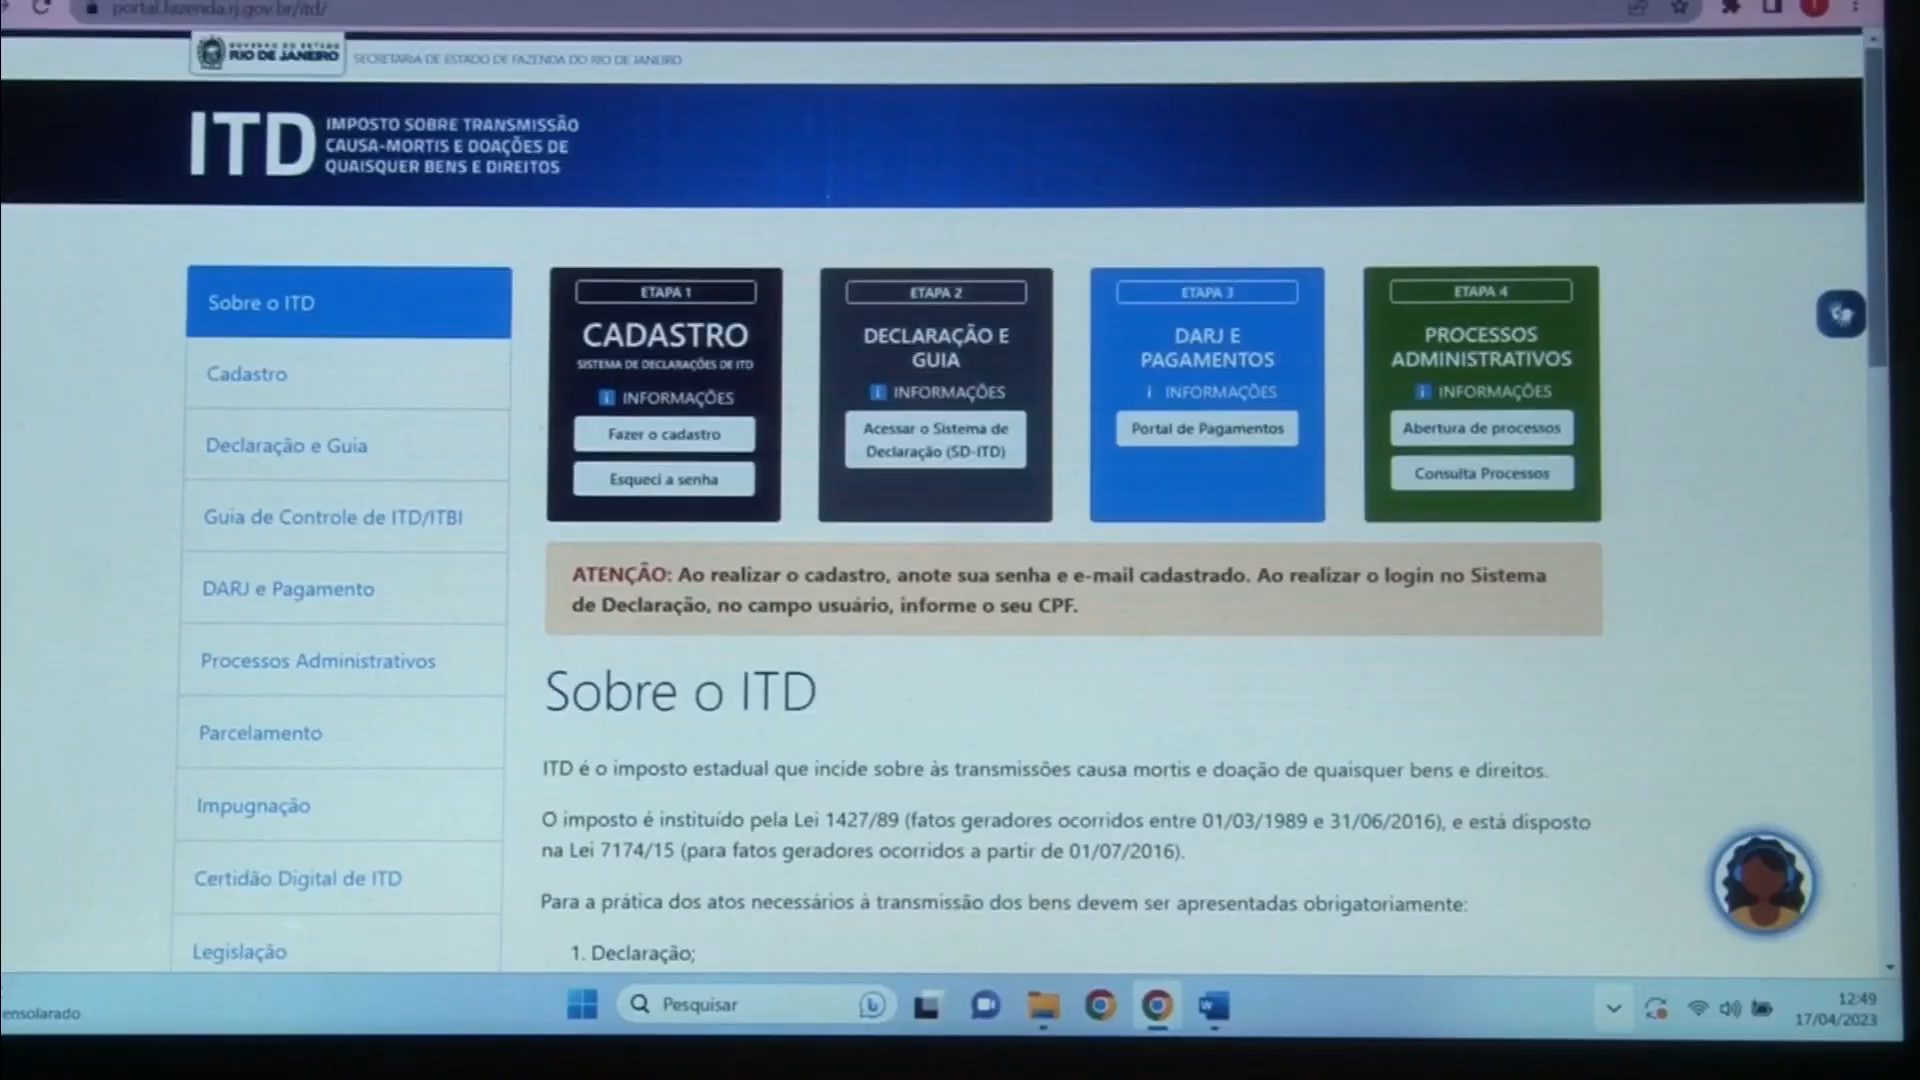 portal.fazenda.rj.gov.br/itd/
GOVERNO DO ESTADO
RIO DE JANEIRO
SECRETARIA DE ESTADO DE FAZENDA DO RIO DE JANEIRO
ITD
IMPOSTO SOBRE TRANSMISSÃO
CAUSA-MORTIS E DOAÇÕES DE
QUAISQUER BENS E DIREITOS
Sobre o ITD
Cadastro
Declaração e Guia
Guia de Controle de ITD/ITBI
DARJ e Pagamento
Processos Administrativos
Parcelamento
Impugnação
Certidão Digital de ITD
Legislação
ETAPA 1
CADASTRO
SISTEMA DE DECLARAÇÕES DE ITD
i INFORMAÇÕES
Fazer o cadastro
Esqueci a senha
ETAPA 2
DECLARAÇÃO E
GUIA
i INFORMAÇÕES
Acessar o Sistema de
Declaração (SD-ITD)
ETAPA 3
DARJ E
PAGAMENTOS
i INFORMAÇÕES
Portal de Pagamentos
ETAPA 4
PROCESSOS
ADMINISTRATIVOS
i INFORMAÇÕES
Abertura de processos
Consulta Processos
ATENÇÃO: Ao realizar o cadastro, anote sua senha e e-mail cadastrado. Ao realizar o login no Sistema
de Declaração, no campo usuário, informe o seu CPF.
Sobre o ITD
ITD é o imposto estadual que incide sobre às transmissões causa mortis e doação de quaisquer bens e direitos.
O imposto é instituído pela Lei 1427/89 (fatos geradores ocorridos entre 01/03/1989 e 31/06/2016), e está disposto
na Lei 7174/15 (para fatos geradores ocorridos a partir de 01/07/2016).
Para a prática dos atos necessários à transmissão dos bens devem ser apresentadas obrigatoriamente:
1. Declaração;
ensolarado
Pesquisar
12:49
17/04/2023